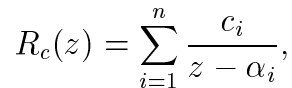 $R_c(z) = \sum_{i=1}^{n} \frac{c_i}{z - \alpha_i},$